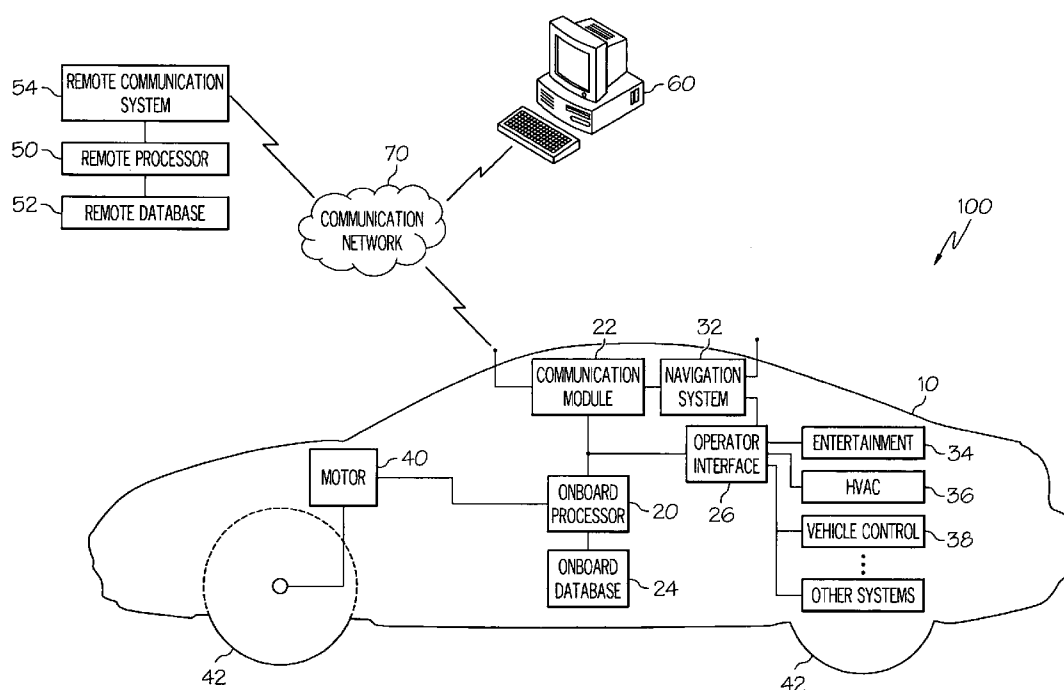 54
REMOTE COMMUNICATION
SYSTEM
50
REMOTE PROCESSOR
52
REMOTE DATABASE
70
COMMUNICATION
NETWORK
60
100
22
COMMUNICATION
MODULE
32
NAVIGATION
SYSTEM
10
MOTOR
40
OPERATOR
INTERFACE
26
ENTERTAINMENT
34
HVAC
36
VEHICLE CONTROL
38
OTHER SYSTEMS
ONBOARD
PROCESSOR
20
ONBOARD
DATABASE
24
42
42